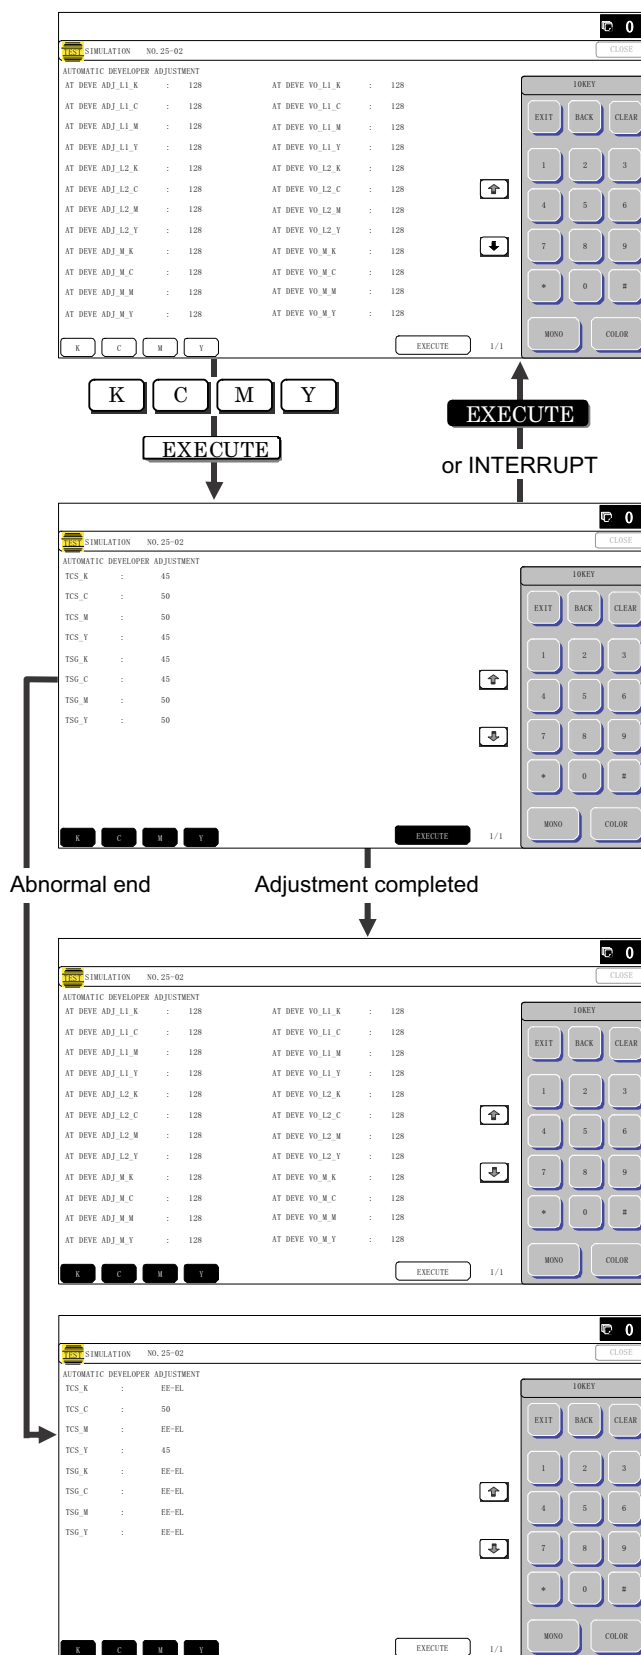 0
TEST SIMULATION NO.25-02 CLOSE
AUTOMATIC DEVELOPER ADJUSTMENT
AT DEVE ADJ_L1_K : 128 AT DEVE VO_L1_K : 128
AT DEVE ADJ_L1_C : 128 AT DEVE VO_L1_C : 128
AT DEVE ADJ_L1_M : 128 AT DEVE VO_L1_M : 128
AT DEVE ADJ_L1_Y : 128 AT DEVE VO_L1_Y : 128
AT DEVE ADJ_L2_K : 128 AT DEVE VO_L2_K : 128
AT DEVE ADJ_L2_C : 128 AT DEVE VO_L2_C : 128
AT DEVE ADJ_L2_M : 128 AT DEVE VO_L2_M : 128
AT DEVE ADJ_L2_Y : 128 AT DEVE VO_L2_Y : 128
AT DEVE ADJ_M_K : 128 AT DEVE VO_M_K : 128
AT DEVE ADJ_M_C : 128 AT DEVE VO_M_C : 128
AT DEVE ADJ_M_M : 128 AT DEVE VO_M_M : 128
AT DEVE ADJ_M_Y : 128 AT DEVE VO_M_Y : 128
K C M Y EXECUTE 1/1
10KEY
EXIT BACK CLEAR
1 2 3
4 5 6
7 8 9
* 0 #
MONO COLOR
K C M Y
EXECUTE
EXECUTE
or INTERRUPT
0
TEST SIMULATION NO.25-02 CLOSE
AUTOMATIC DEVELOPER ADJUSTMENT
TCS_K : 45
TCS_C : 50
TCS_M : 50
TCS_Y : 45
TSG_K : 45
TSG_C : 45
TSG_M : 50
TSG_Y : 50
K C M Y EXECUTE 1/1
10KEY
EXIT BACK CLEAR
1 2 3
4 5 6
7 8 9
* 0 #
MONO COLOR
Abnormal end
Adjustment completed
0
TEST SIMULATION NO.25-02 CLOSE
AUTOMATIC DEVELOPER ADJUSTMENT
AT DEVE ADJ_L1_K : 128 AT DEVE VO_L1_K : 128
AT DEVE ADJ_L1_C : 128 AT DEVE VO_L1_C : 128
AT DEVE ADJ_L1_M : 128 AT DEVE VO_L1_M : 128
AT DEVE ADJ_L1_Y : 128 AT DEVE VO_L1_Y : 128
AT DEVE ADJ_L2_K : 128 AT DEVE VO_L2_K : 128
AT DEVE ADJ_L2_C : 128 AT DEVE VO_L2_C : 128
AT DEVE ADJ_L2_M : 128 AT DEVE VO_L2_M : 128
AT DEVE ADJ_L2_Y : 128 AT DEVE VO_L2_Y : 128
AT DEVE ADJ_M_K : 128 AT DEVE VO_M_K : 128
AT DEVE ADJ_M_C : 128 AT DEVE VO_M_C : 128
AT DEVE ADJ_M_M : 128 AT DEVE VO_M_M : 128
AT DEVE ADJ_M_Y : 128 AT DEVE VO_M_Y : 128
K C M Y EXECUTE 1/1
10KEY
EXIT BACK CLEAR
1 2 3
4 5 6
7 8 9
* 0 #
MONO COLOR
0
TEST SIMULATION NO.25-02 CLOSE
AUTOMATIC DEVELOPER ADJUSTMENT
TCS_K : EE-EL
TCS_C : 50
TCS_M : EE-EL
TCS_Y : 45
TSG_K : EE-EL
TSG_C : EE-EL
TSG_M : EE-EL
TSG_Y : EE-EL
K C M Y EXECUTE 1/1
10KEY
EXIT BACK CLEAR
1 2 3
4 5 6
7 8 9
* 0 #
MONO COLOR